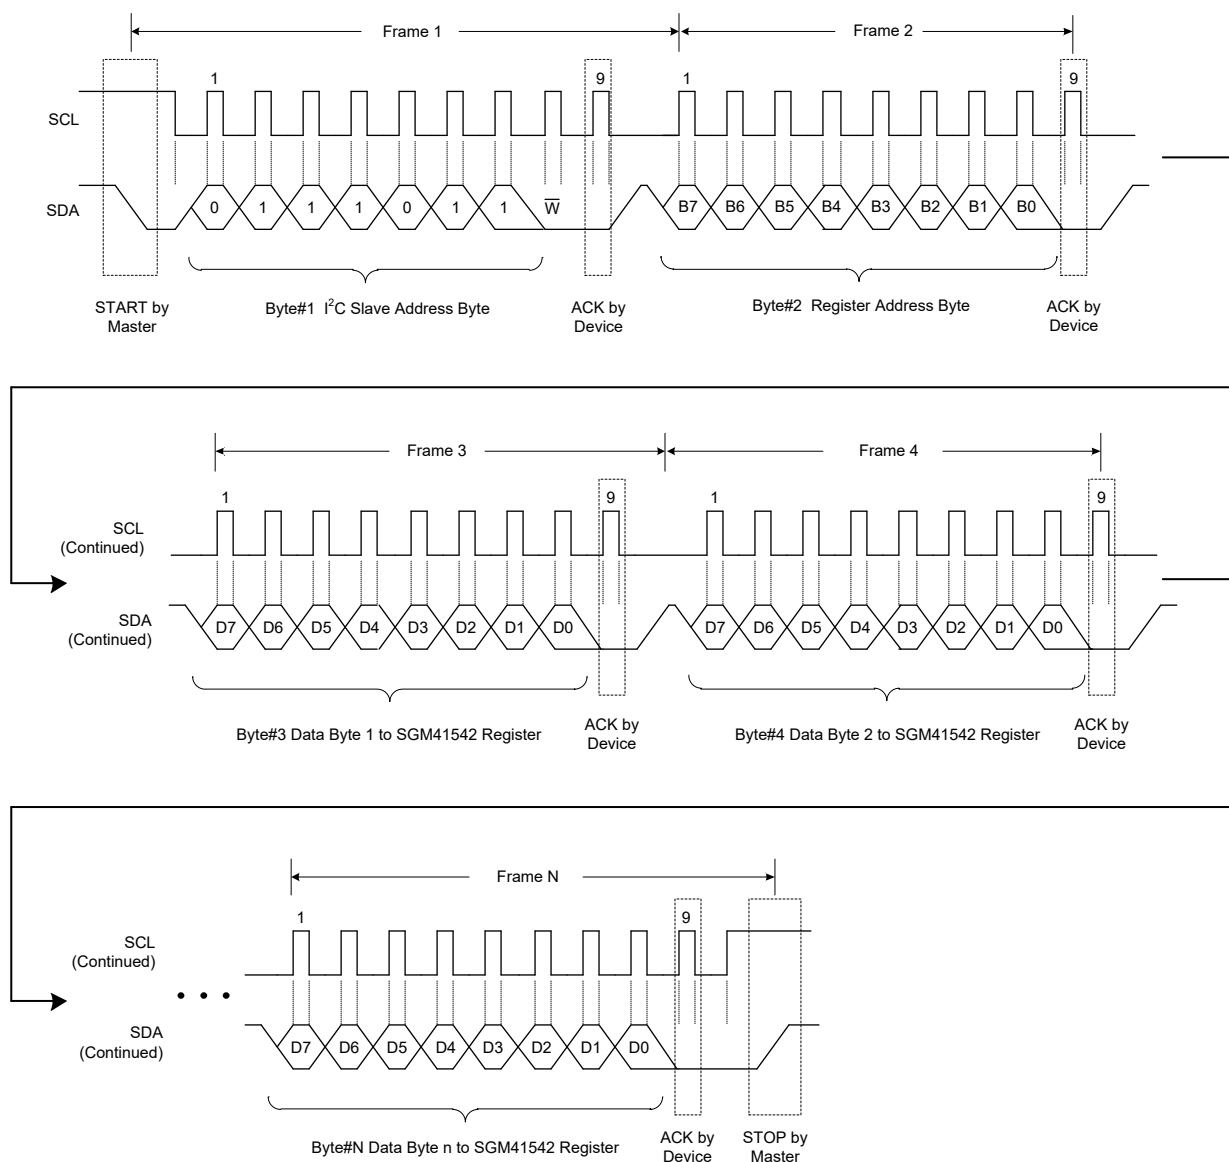 Frame 1
Frame 2
1
9
1
9
SCL
SDA
0 1 1 1 0 1 1 W̅
B7 B6 B5 B4 B3 B2 B1 B0
START by
Master
Byte#1 I²C Slave Address Byte
ACK by
Device
Byte#2 Register Address Byte
ACK by
Device
Frame 3
Frame 4
1
9
1
9
SCL
(Continued)
SDA
(Continued)
D7 D6 D5 D4 D3 D2 D1 D0
D7 D6 D5 D4 D3 D2 D1 D0
Byte#3 Data Byte 1 to SGM41542 Register
ACK by
Device
Byte#4 Data Byte 2 to SGM41542 Register
ACK by
Device
Frame N
1
9
SCL
(Continued)
• • •
SDA
(Continued)
D7 D6 D5 D4 D3 D2 D1 D0
Byte#N Data Byte n to SGM41542 Register
ACK by
Device
STOP by
Master